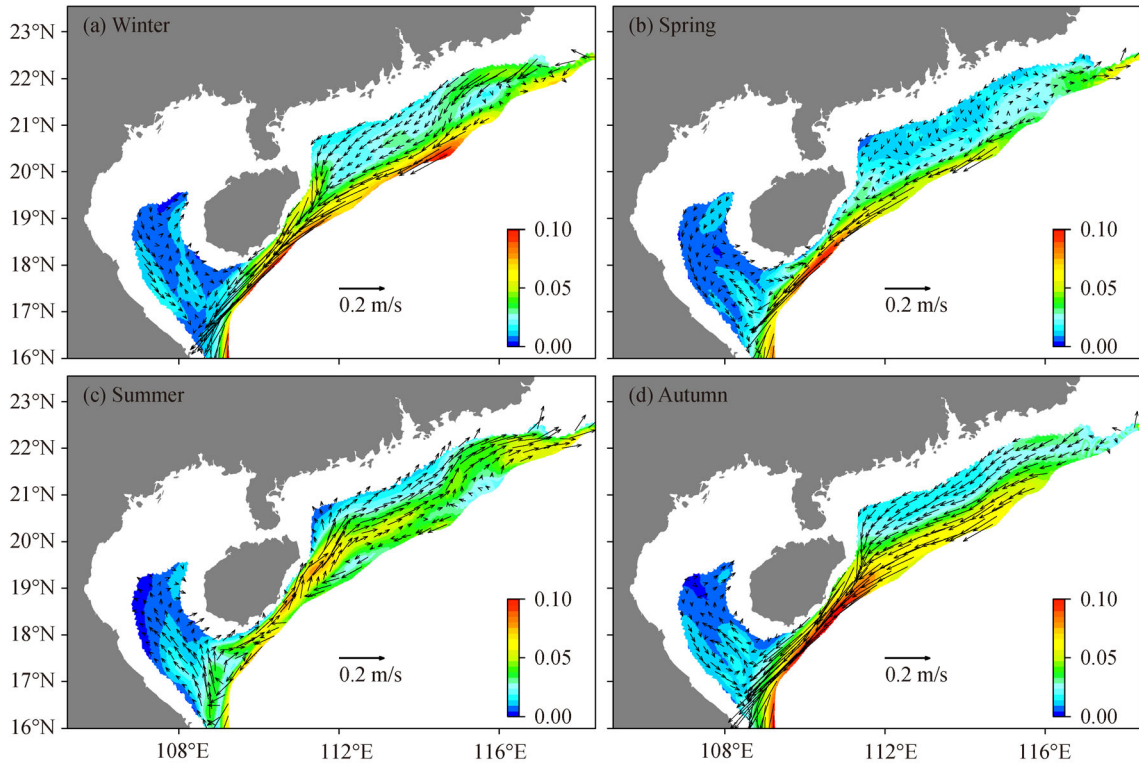 (a) Winter
(b) Spring
23°N
22°N
21°N
20°N
19°N
18°N
17°N
16°N
0.10
0.05
0.00
0.2 m/s
0.10
0.05
0.00
0.2 m/s
(c) Summer
(d) Autumn
23°N
22°N
21°N
20°N
19°N
18°N
17°N
16°N
0.10
0.05
0.00
0.2 m/s
0.10
0.05
0.00
0.2 m/s
108°E 112°E 116°E 108°E 112°E 116°E